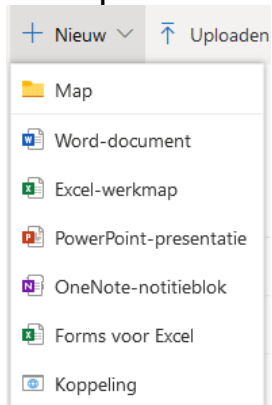 Nieuw Uploaden
Map
Word-document
Excel-werkmap
PowerPoint-presentatie
OneNote-notitieblok
Forms voor Excel
Koppeling